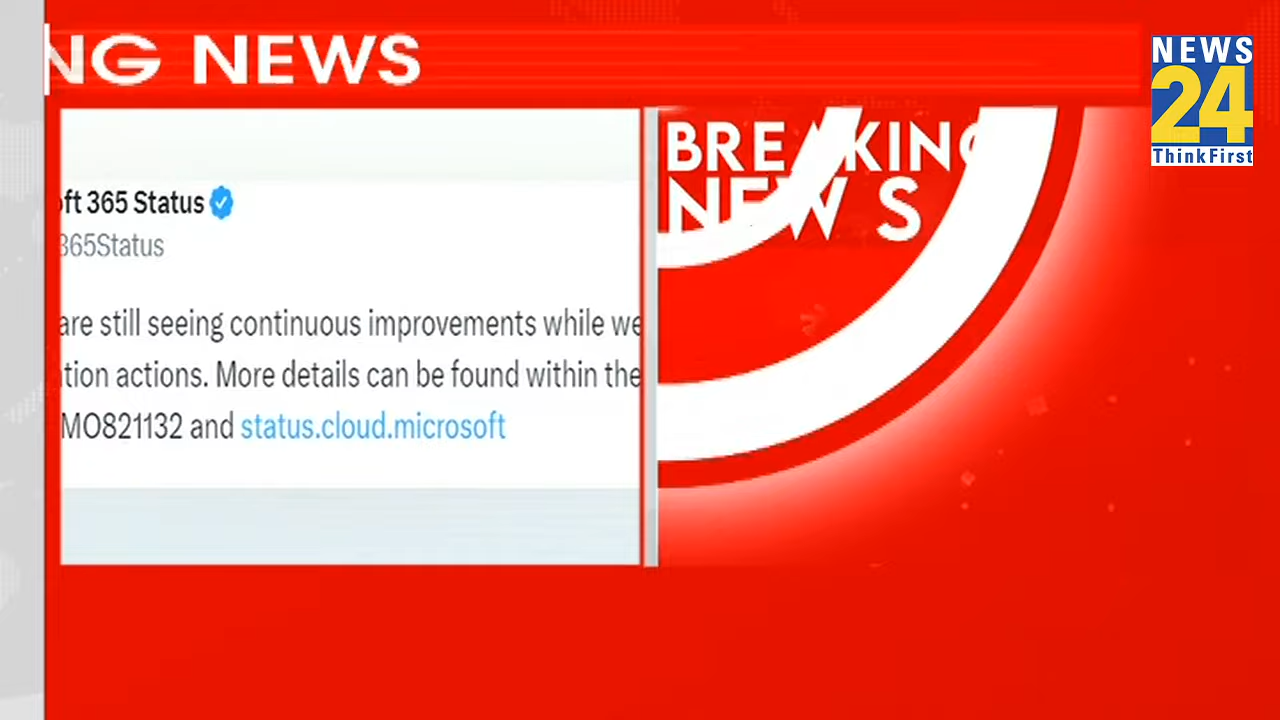 NG NEWS
NEWS
24
ThinkFirst
BREAKING
NEWS
oft 365 Status
365Status
are still seeing continuous improvements while we
tion actions. More details can be found within the
MO821132 and status.cloud.microsoft